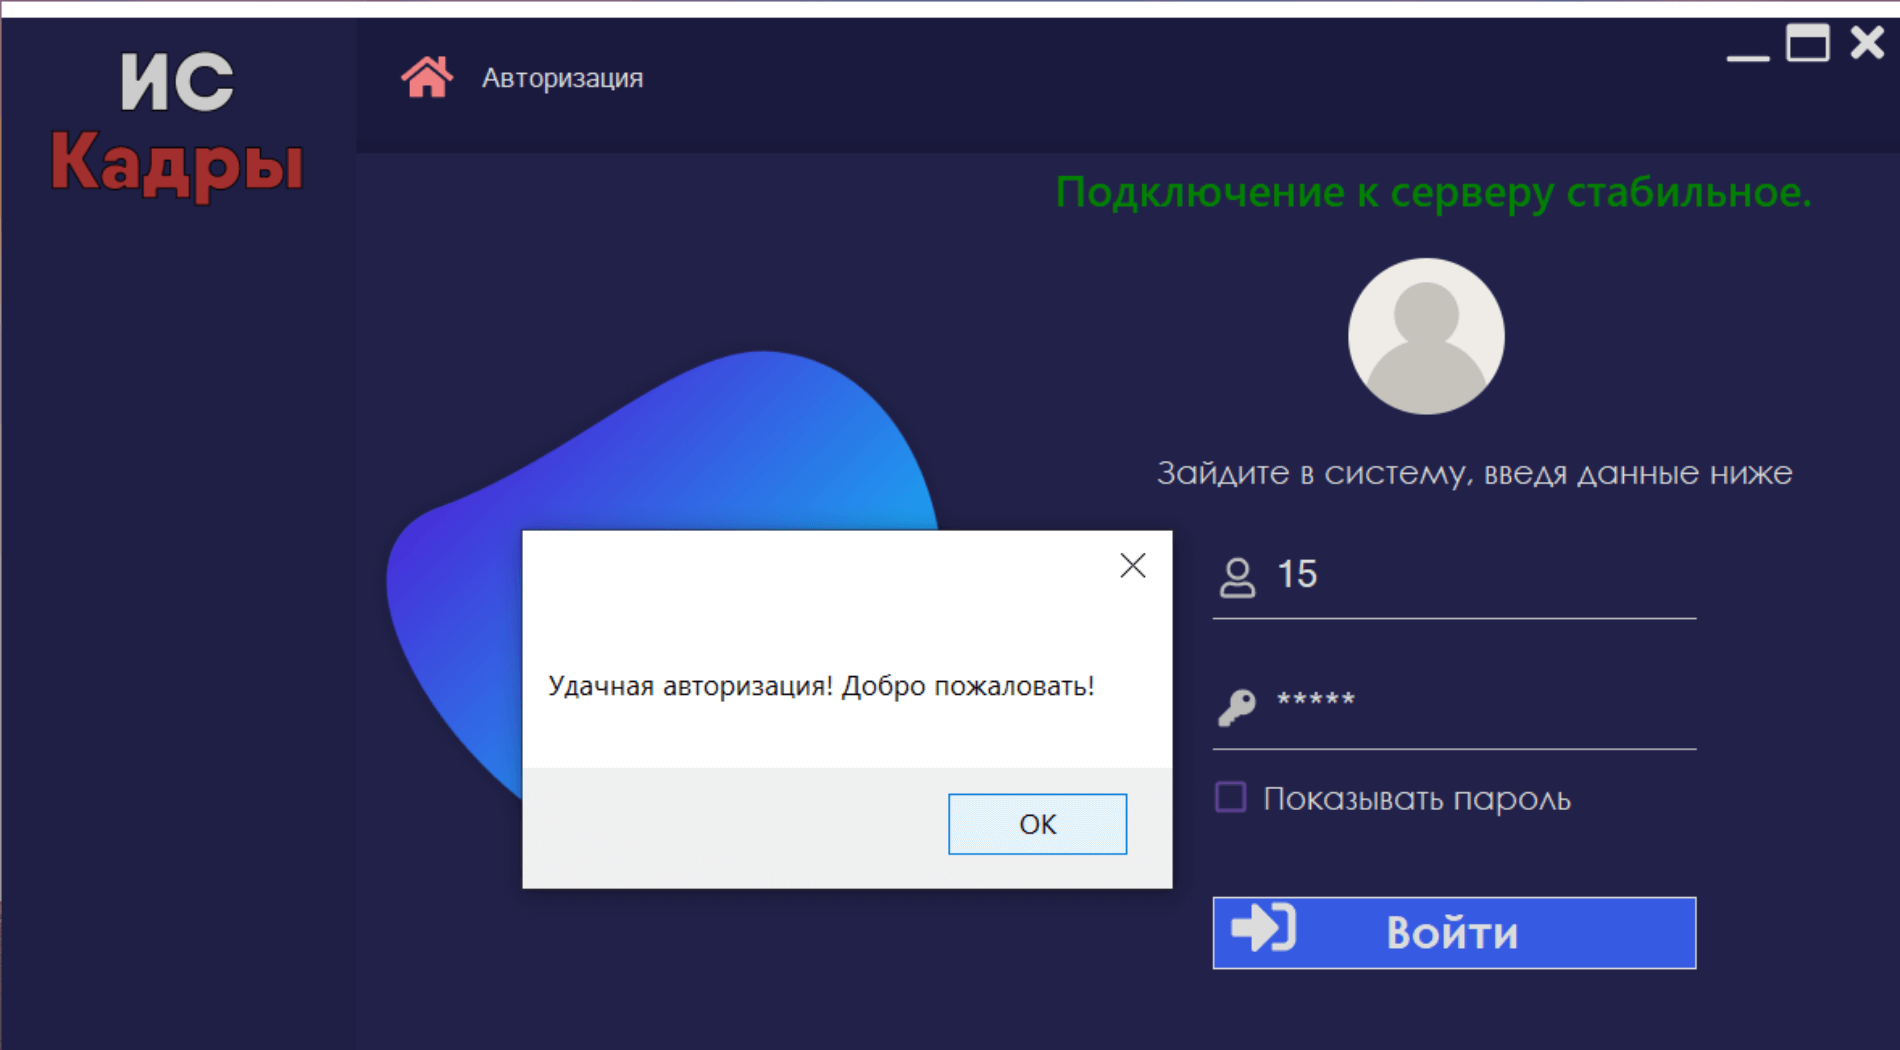 ИС
Кадры
Авторизация
Подключение к серверу стабильное.
Зайдите в систему, введя данные ниже
15
*****
Показывать пароль
Войти
Удачная авторизация! Добро пожаловать!
ОК